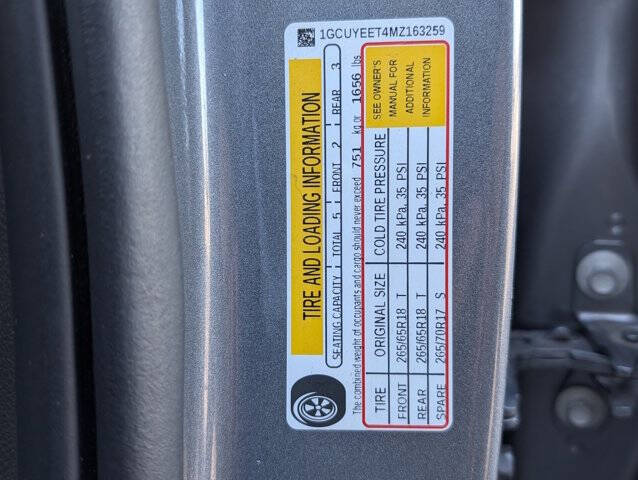 1GCUYEET4MZ163259
TIRE AND LOADING INFORMATION
SEATING CAPACITY TOTAL 5 FRONT 2 REAR 3
The combined weight of occupants and cargo should never exceed 751 kg or 1656 lbs
TIRE ORIGINAL SIZE COLD TIRE PRESSURE
FRONT 265/65R18 T 240 kPa, 35 PSI
REAR 265/65R18 T 240 kPa, 35 PSI
SPARE 265/70R17 S 240 kPa, 35 PSI
SEE OWNER'S
MANUAL FOR
ADDITIONAL
INFORMATION